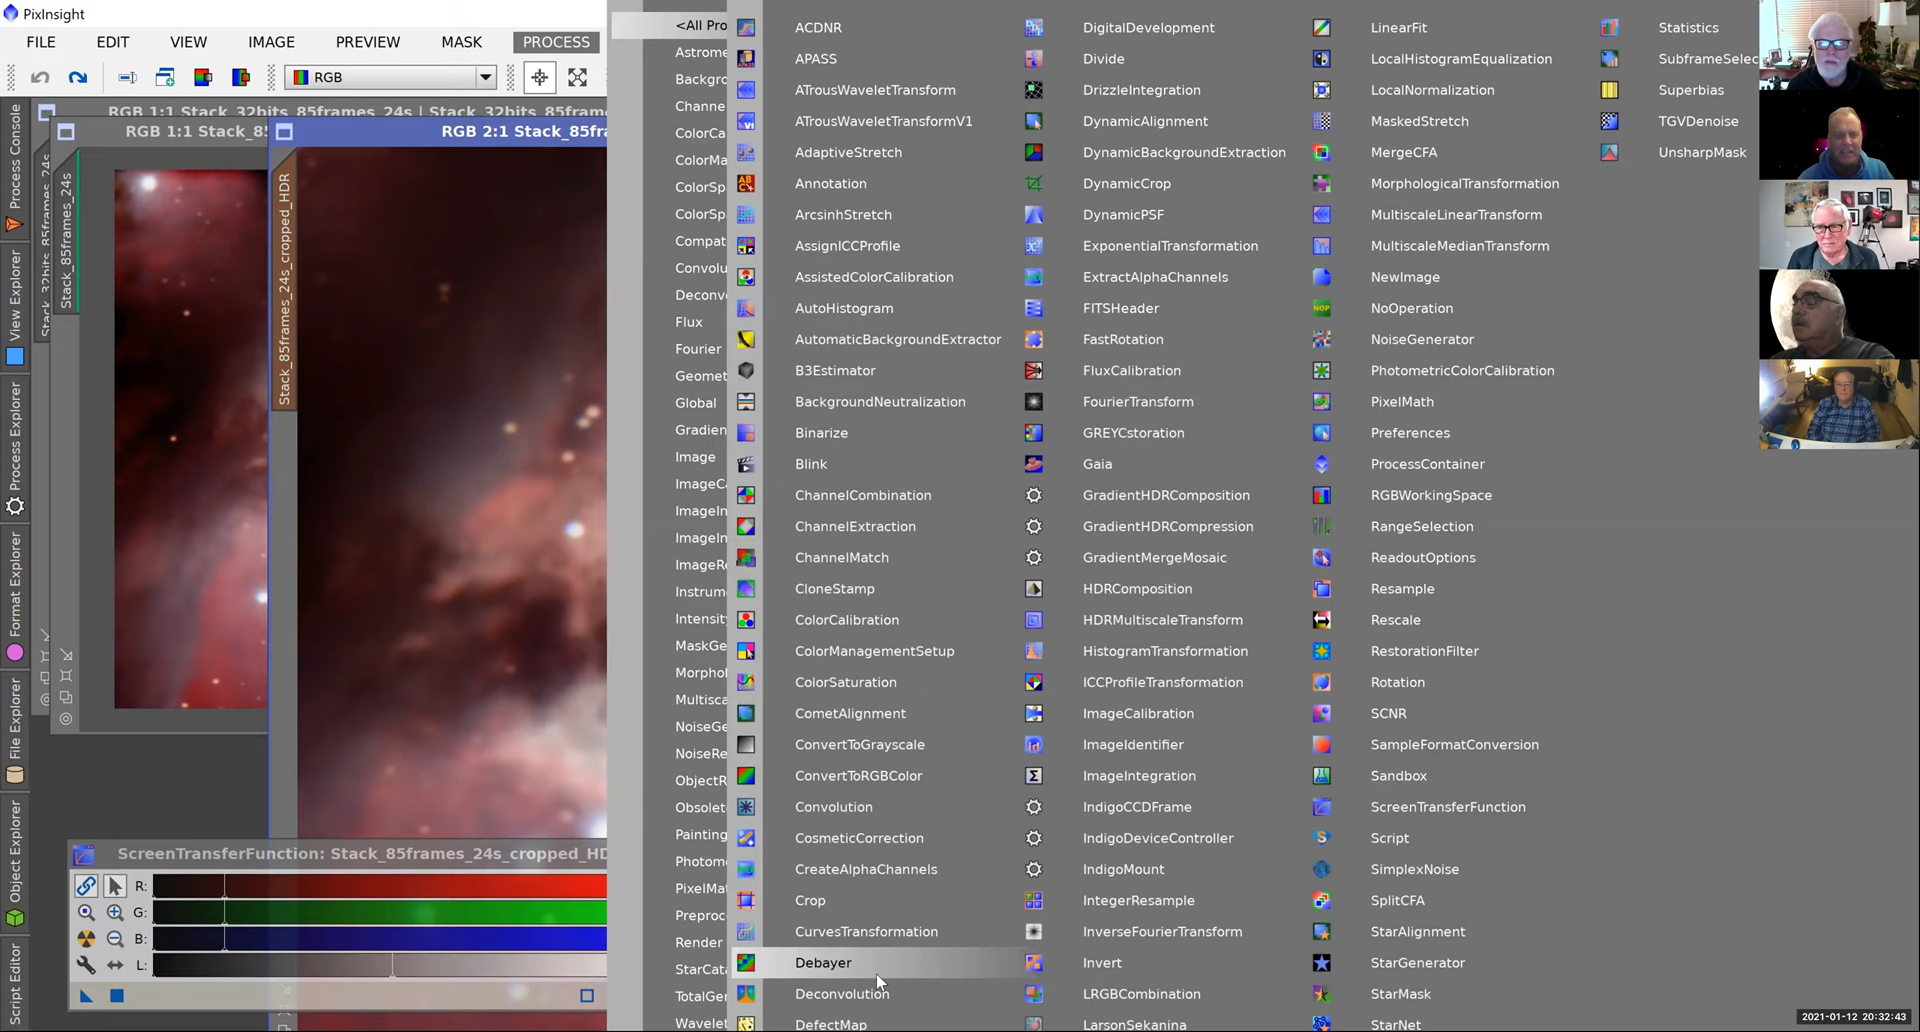 PixInsight
FILE EDIT VIEW IMAGE PREVIEW MASK PROCESS
RGB
RGB 1:1 Stack_32bits_85frames_24s | Stack_32bits_85frame
RGB 1:1 Stack_85
RGB 2:1 Stack_85fra
Stack_32bits_85frames_24s
Stack_85frames_24s
Stack_85frames_24s_cropped_HDR
Process Console
View Explorer
Process Explorer
Format Explorer
File Explorer
Object Explorer
Script Editor
ScreenTransferFunction: Stack_85frames_24s_cropped_HD
R:
G:
B:
L:
<All Pro
Astrome
Backgro
Channe
ColorCa
ColorMa
ColorSp
ColorSp
Compat
Convolu
Deconv
Flux
Fourier
Geomet
Global
Gradien
Image
ImageCa
ImageIn
ImageIn
ImageRe
Instrum
Intensity
MaskGe
Morphol
Multisca
NoiseGe
NoiseRe
ObjectR
Obsolet
Painting
Photom
PixelMat
Preproc
Render
StarCata
TotalGer
Wavelet
ACDNR
APASS
ATrousWaveletTransform
ATrousWaveletTransformV1
AdaptiveStretch
Annotation
ArcsinhStretch
AssignICCProfile
AssistedColorCalibration
AutoHistogram
AutomaticBackgroundExtractor
B3Estimator
BackgroundNeutralization
Binarize
Blink
ChannelCombination
ChannelExtraction
ChannelMatch
CloneStamp
ColorCalibration
ColorManagementSetup
ColorSaturation
CometAlignment
ConvertToGrayscale
ConvertToRGBColor
Convolution
CosmeticCorrection
CreateAlphaChannels
Crop
CurvesTransformation
Debayer
Deconvolution
DefectMap
DigitalDevelopment
Divide
DrizzleIntegration
DynamicAlignment
DynamicBackgroundExtraction
DynamicCrop
DynamicPSF
ExponentialTransformation
ExtractAlphaChannels
FITSHeader
FastRotation
FluxCalibration
FourierTransform
GREYCstoration
Gaia
GradientHDRComposition
GradientHDRCompression
GradientMergeMosaic
HDRComposition
HDRMultiscaleTransform
HistogramTransformation
ICCProfileTransformation
ImageCalibration
ImageIdentifier
ImageIntegration
IndigoCCDFrame
IndigoDeviceController
IndigoMount
IntegerResample
InverseFourierTransform
Invert
LRGBCombination
LarsonSekanina
LinearFit
LocalHistogramEqualization
LocalNormalization
MaskedStretch
MergeCFA
MorphologicalTransformation
MultiscaleLinearTransform
MultiscaleMedianTransform
NewImage
NoOperation
NoiseGenerator
PhotometricColorCalibration
PixelMath
Preferences
ProcessContainer
RGBWorkingSpace
RangeSelection
ReadoutOptions
Resample
Rescale
RestorationFilter
Rotation
SCNR
SampleFormatConversion
Sandbox
ScreenTransferFunction
Script
SimplexNoise
SplitCFA
StarAlignment
StarGenerator
StarMask
StarNet
Statistics
SubframeSelec
Superbias
TGVDenoise
UnsharpMask
2021-01-12 20:32:43